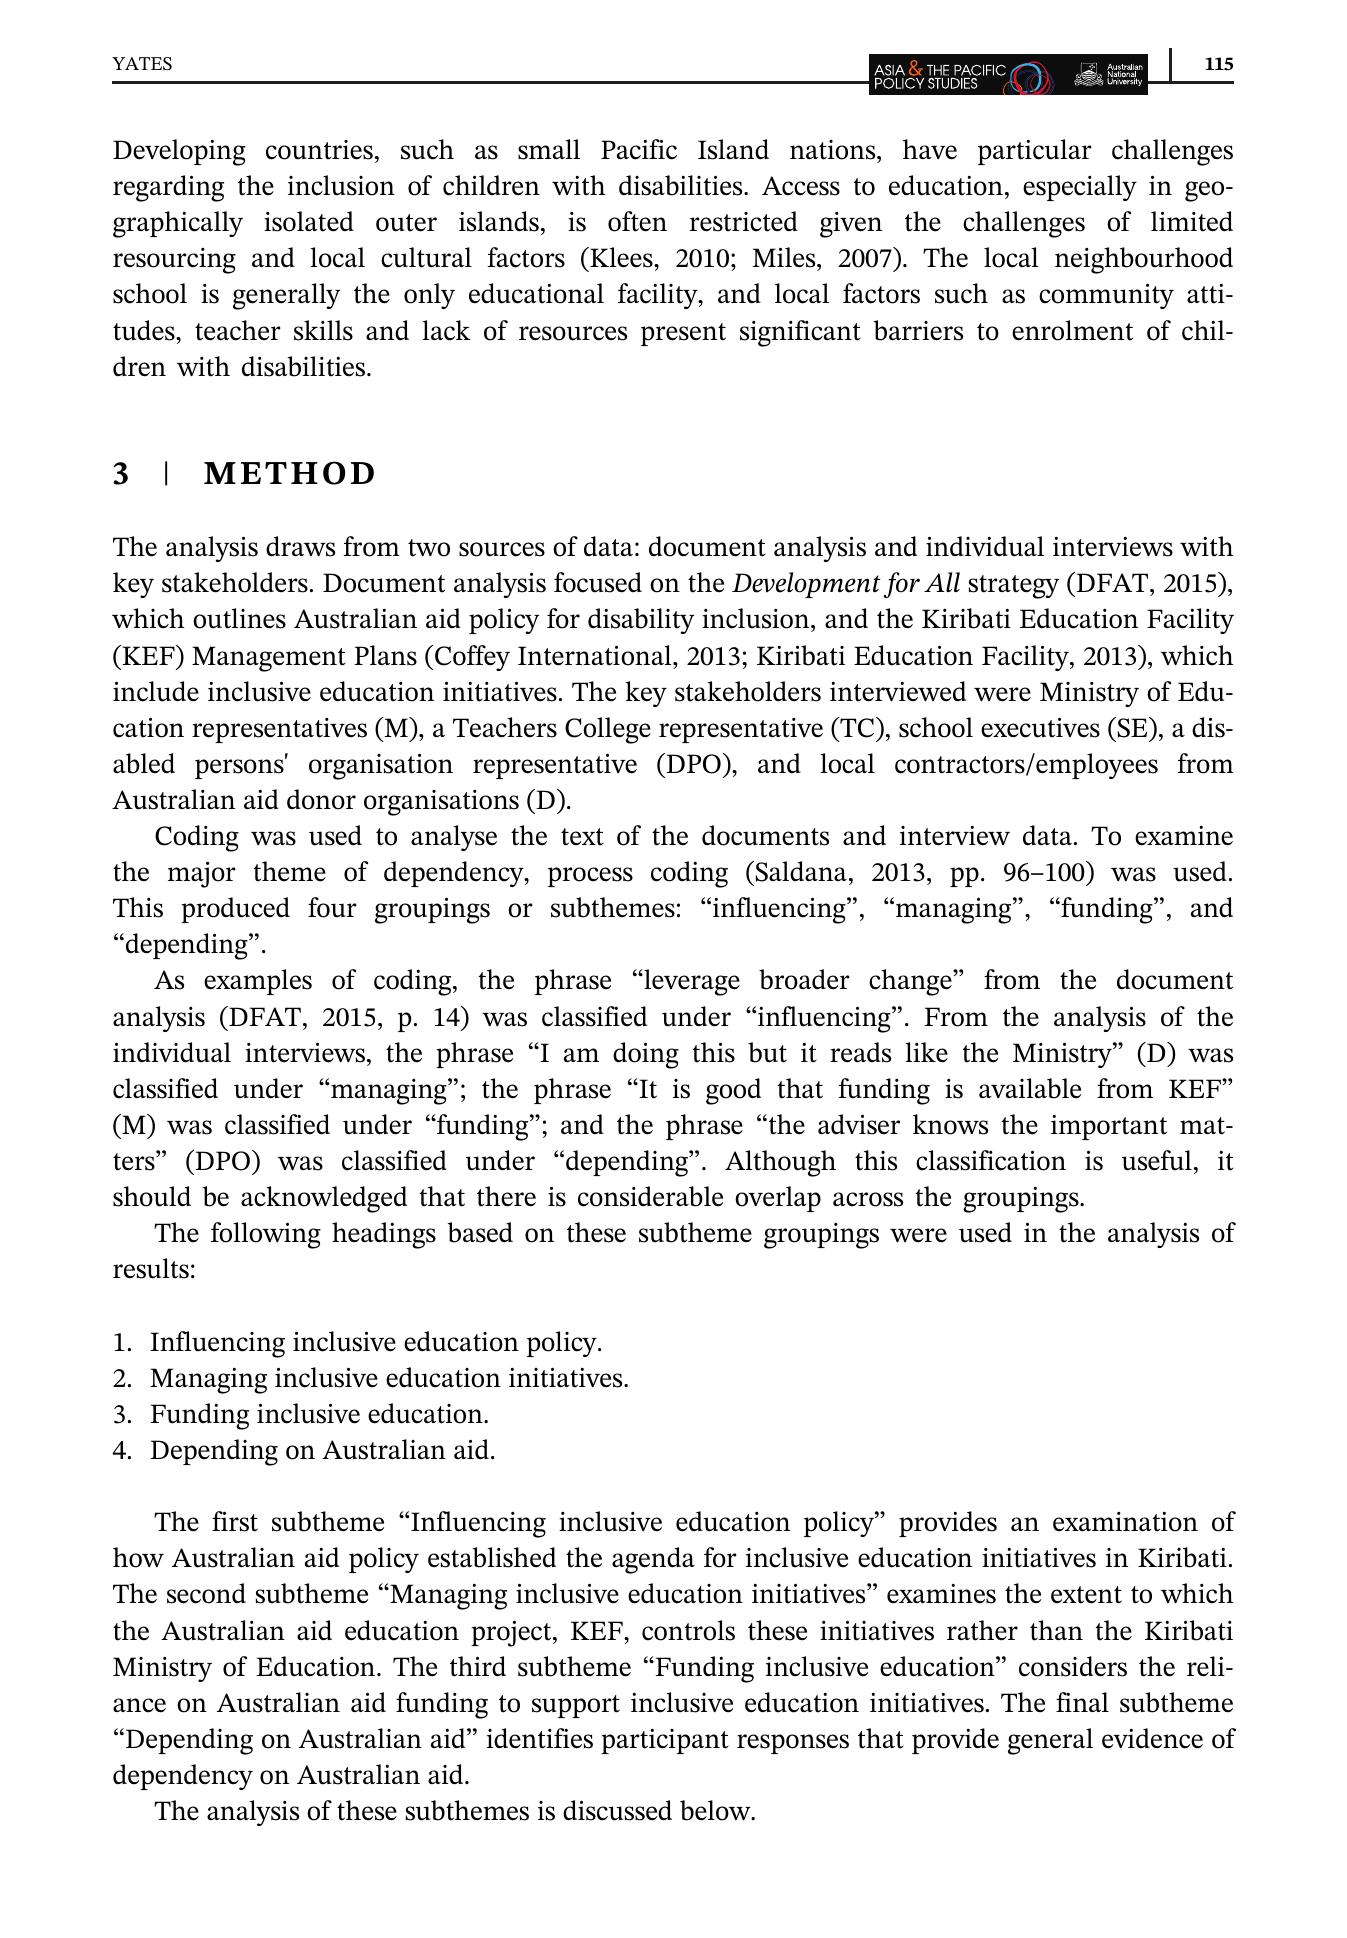 YATES
ASIA & THE PACIFIC
POLICY STUDIES
Australian
National
University
115
Developing countries, such as small Pacific Island nations, have particular challenges
regarding the inclusion of children with disabilities. Access to education, especially in geo-
graphically isolated outer islands, is often restricted given the challenges of limited
resourcing and local cultural factors (Klees, 2010; Miles, 2007). The local neighbourhood
school is generally the only educational facility, and local factors such as community atti-
tudes, teacher skills and lack of resources present significant barriers to enrolment of chil-
dren with disabilities.
3 | METHOD
The analysis draws from two sources of data: document analysis and individual interviews with
key stakeholders. Document analysis focused on the Development for All strategy (DFAT, 2015),
which outlines Australian aid policy for disability inclusion, and the Kiribati Education Facility
(KEF) Management Plans (Coffey International, 2013; Kiribati Education Facility, 2013), which
include inclusive education initiatives. The key stakeholders interviewed were Ministry of Edu-
cation representatives (M), a Teachers College representative (TC), school executives (SE), a dis-
abled persons' organisation representative (DPO), and local contractors/employees from
Australian aid donor organisations (D).
Coding was used to analyse the text of the documents and interview data. To examine
the major theme of dependency, process coding (Saldana, 2013, pp. 96–100) was used.
This produced four groupings or subthemes: “influencing”, “managing”, “funding”, and
“depending”.
As examples of coding, the phrase “leverage broader change” from the document
analysis (DFAT, 2015, p. 14) was classified under “influencing”. From the analysis of the
individual interviews, the phrase “I am doing this but it reads like the Ministry” (D) was
classified under “managing”; the phrase “It is good that funding is available from KEF”
(M) was classified under “funding”; and the phrase “the adviser knows the important mat-
ters” (DPO) was classified under “depending”. Although this classification is useful, it
should be acknowledged that there is considerable overlap across the groupings.
The following headings based on these subtheme groupings were used in the analysis of
results:
1. Influencing inclusive education policy.
2. Managing inclusive education initiatives.
3. Funding inclusive education.
4. Depending on Australian aid.
The first subtheme “Influencing inclusive education policy” provides an examination of
how Australian aid policy established the agenda for inclusive education initiatives in Kiribati.
The second subtheme “Managing inclusive education initiatives” examines the extent to which
the Australian aid education project, KEF, controls these initiatives rather than the Kiribati
Ministry of Education. The third subtheme “Funding inclusive education” considers the reli-
ance on Australian aid funding to support inclusive education initiatives. The final subtheme
“Depending on Australian aid” identifies participant responses that provide general evidence of
dependency on Australian aid.
The analysis of these subthemes is discussed below.